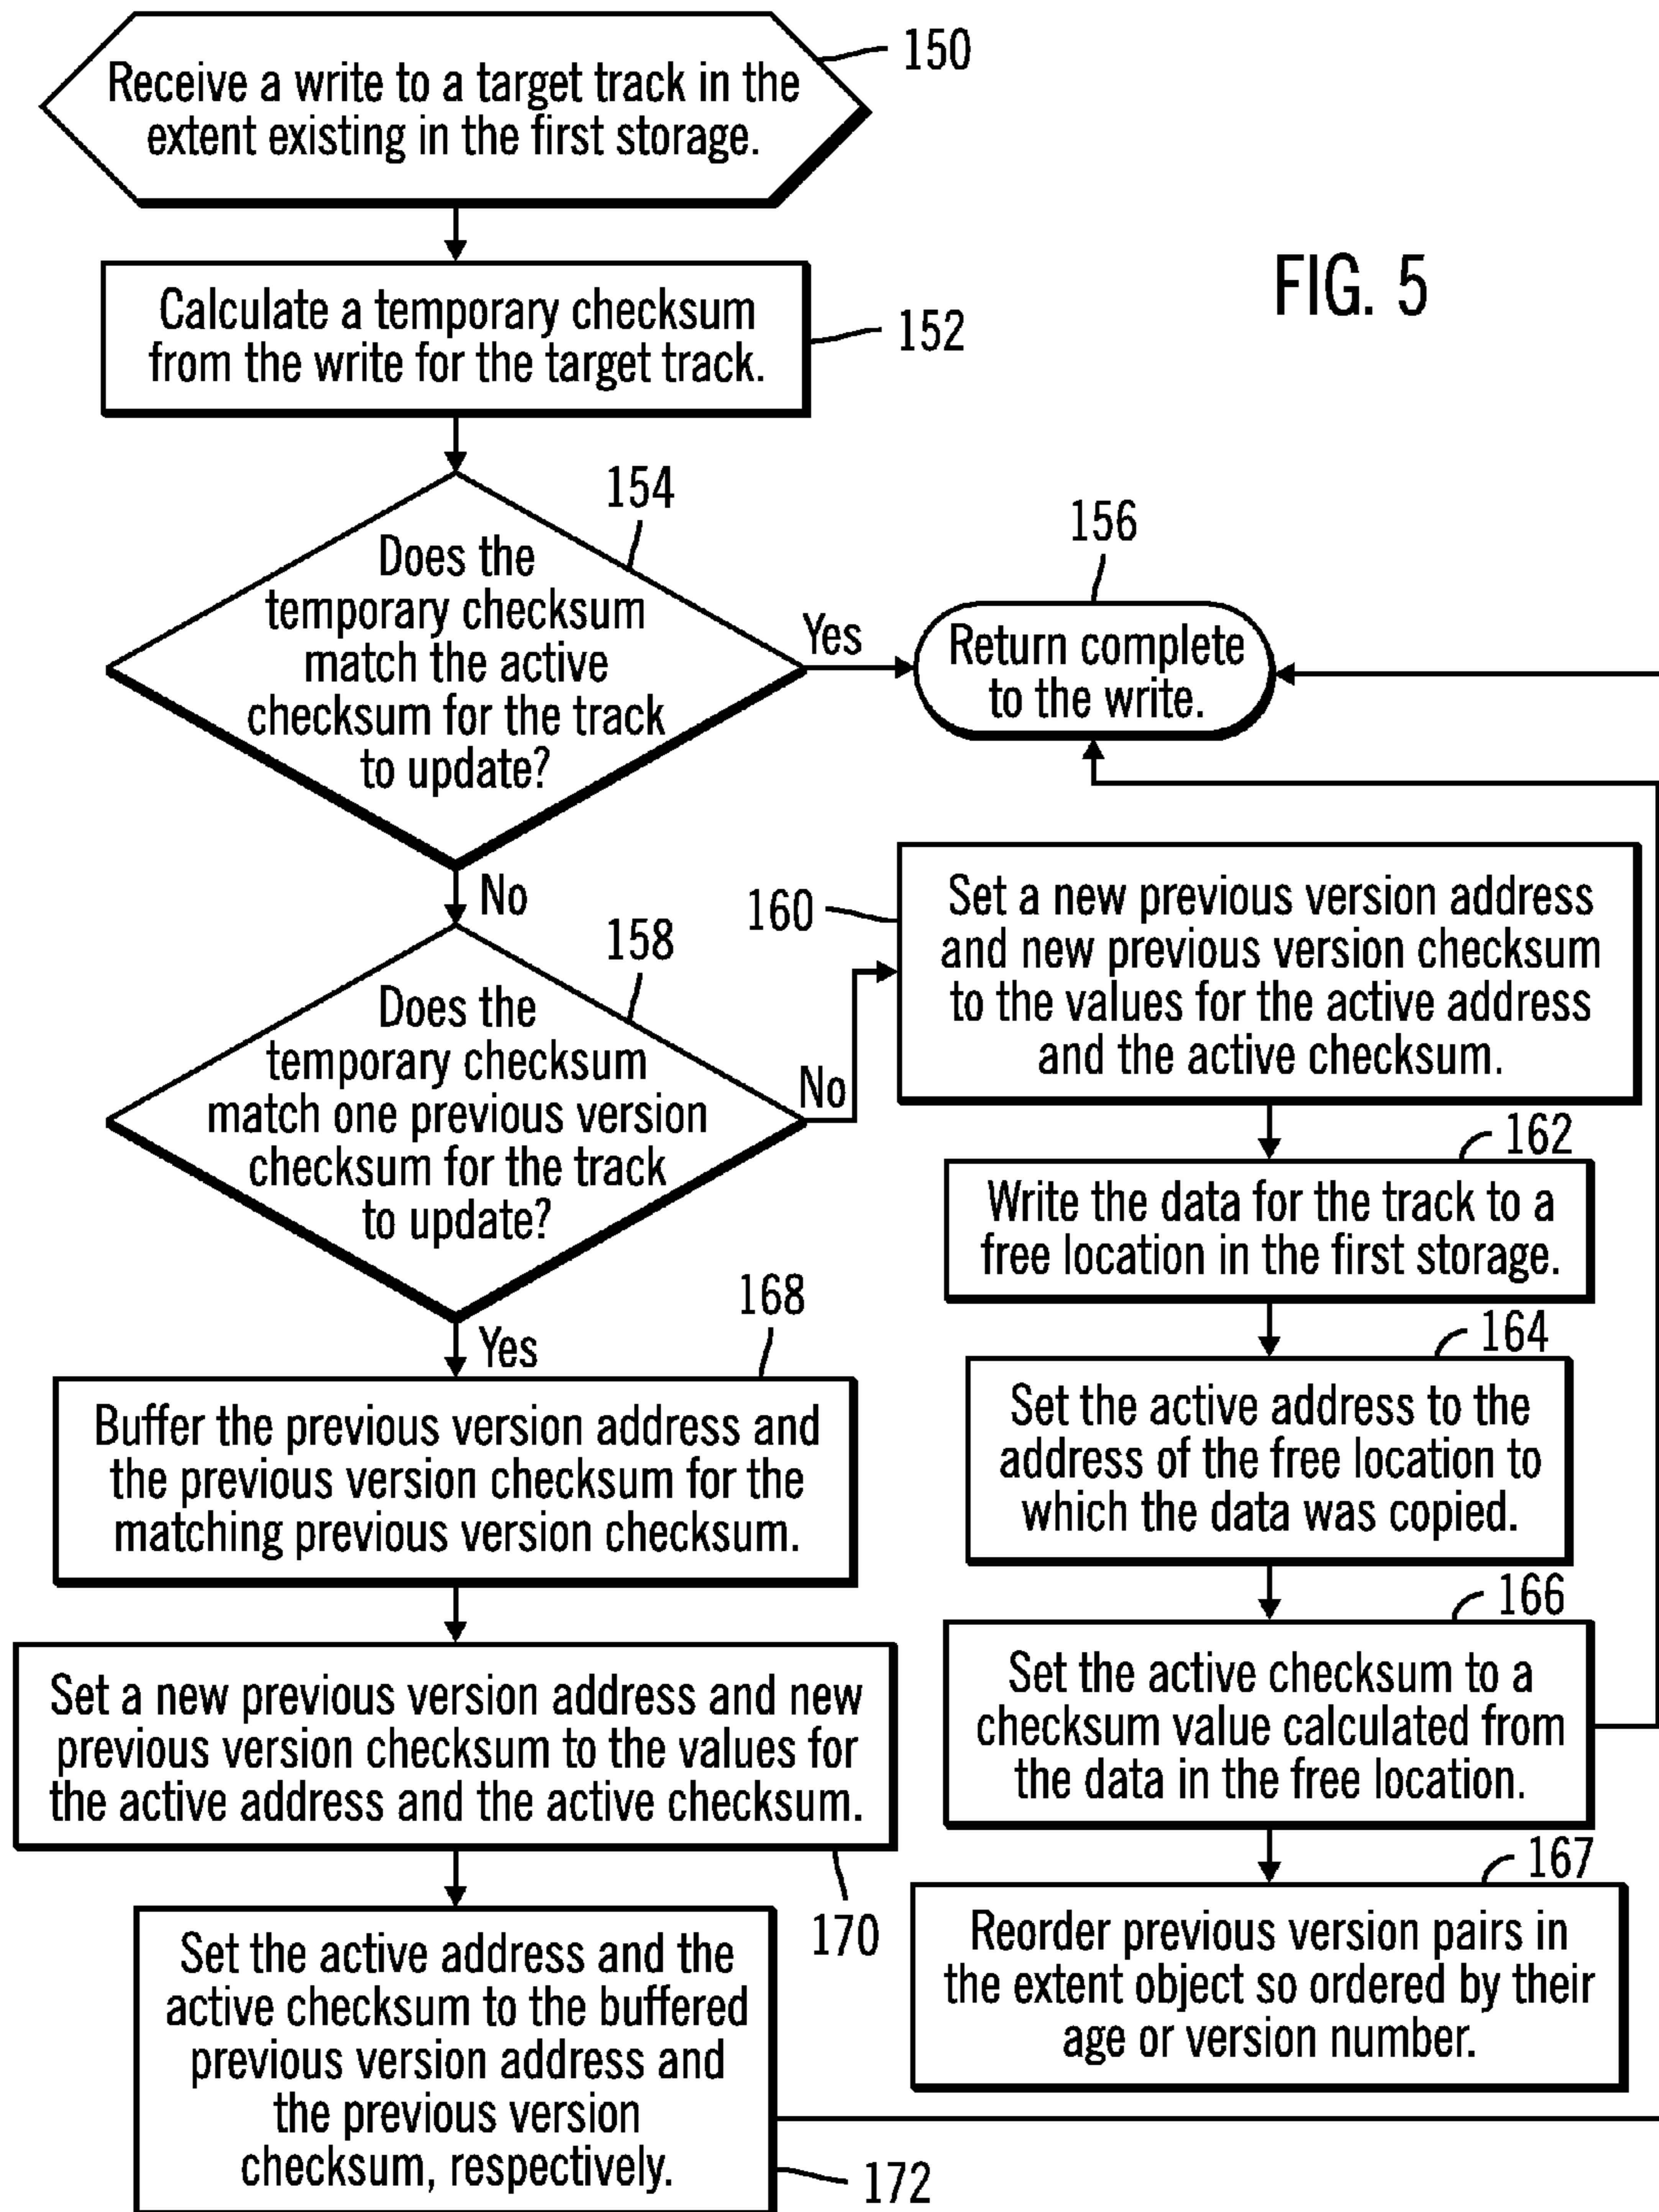 150
Receive a write to a target track in the
extent existing in the first storage.
FIG. 5
Calculate a temporary checksum
from the write for the target track.
152
154
Does the
temporary checksum
match the active
checksum for the track
to update?
Yes
156
Return complete
to the write.
No
158
Does the
temporary checksum
match one previous version
checksum for the track
to update?
No
160
Set a new previous version address
and new previous version checksum
to the values for the active address
and the active checksum.
162
Write the data for the track to a
free location in the first storage.
164
Set the active address to the
address of the free location to
which the data was copied.
166
Set the active checksum to a
checksum value calculated from
the data in the free location.
167
Reorder previous version pairs in
the extent object so ordered by their
age or version number.
Yes
168
Buffer the previous version address and
the previous version checksum for the
matching previous version checksum.
Set a new previous version address and new
previous version checksum to the values for
the active address and the active checksum.
170
Set the active address and the
active checksum to the buffered
previous version address and
the previous version
checksum, respectively.
172